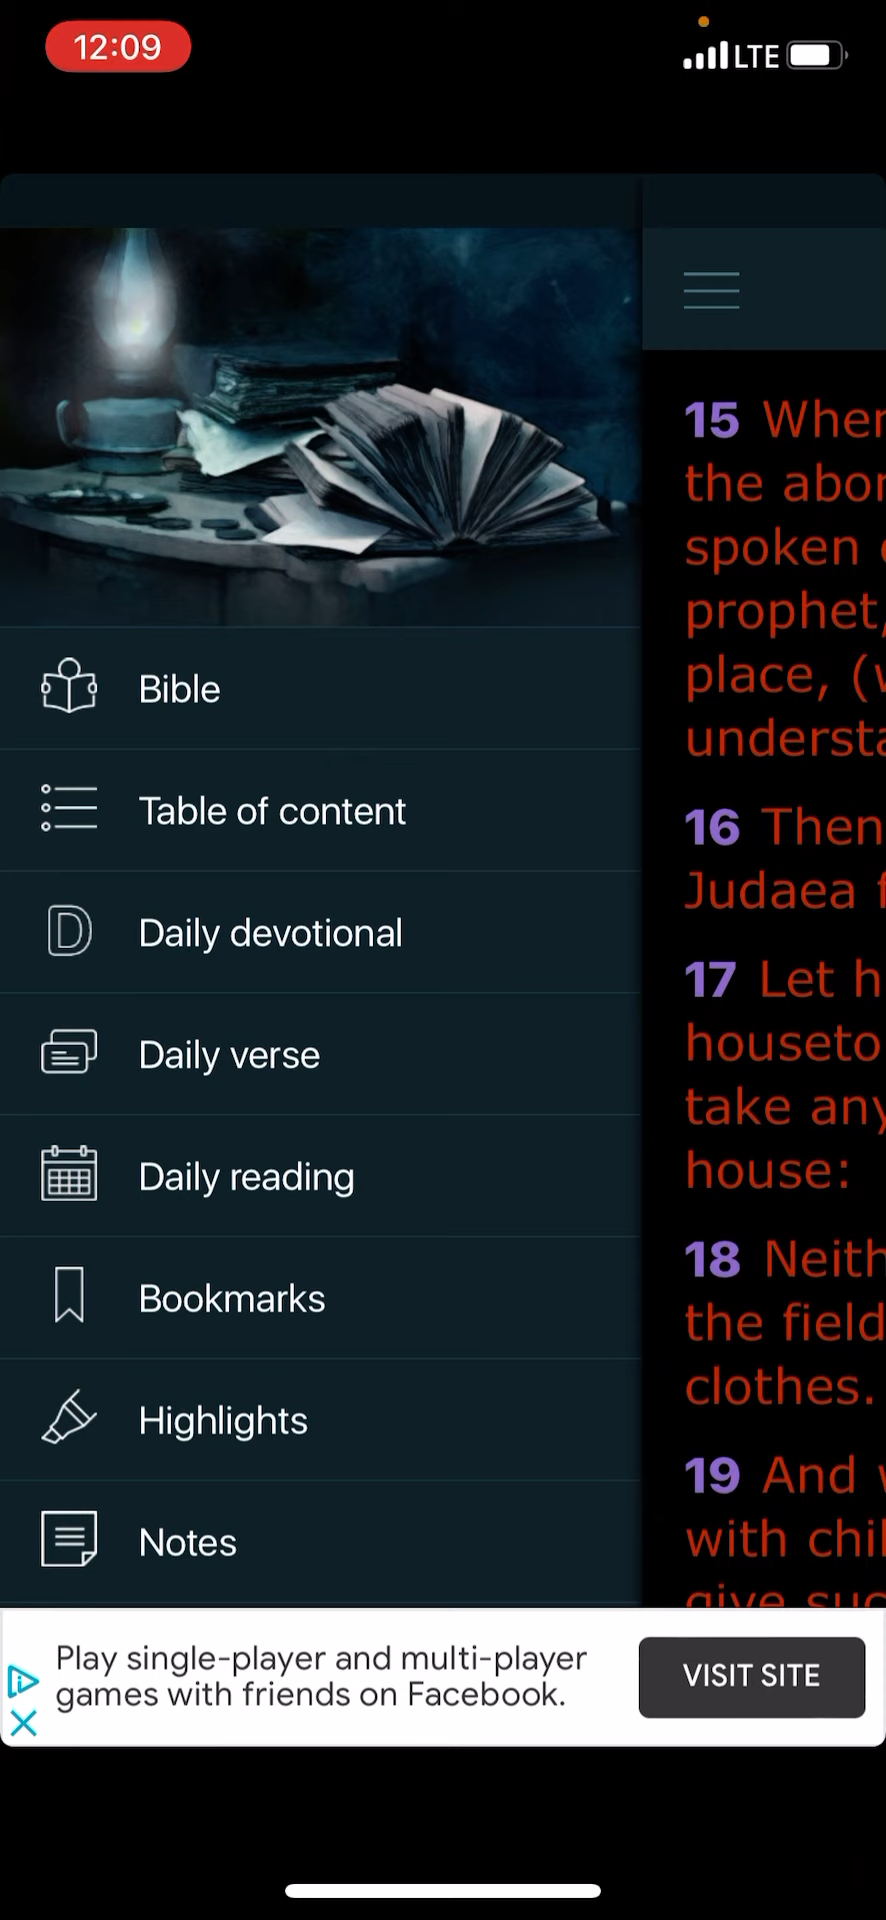 12:09
LTE
Bible
Table of content
Daily devotional
Daily verse
Daily reading
Bookmarks
Highlights
Notes
15
the
spoken
prophet,
place,
16 Then
Judaea
17 Let
take
house:
18
the field
clothes.
19 And
with
Play single-player and multi-player
games with friends on Facebook.
VISIT SITE